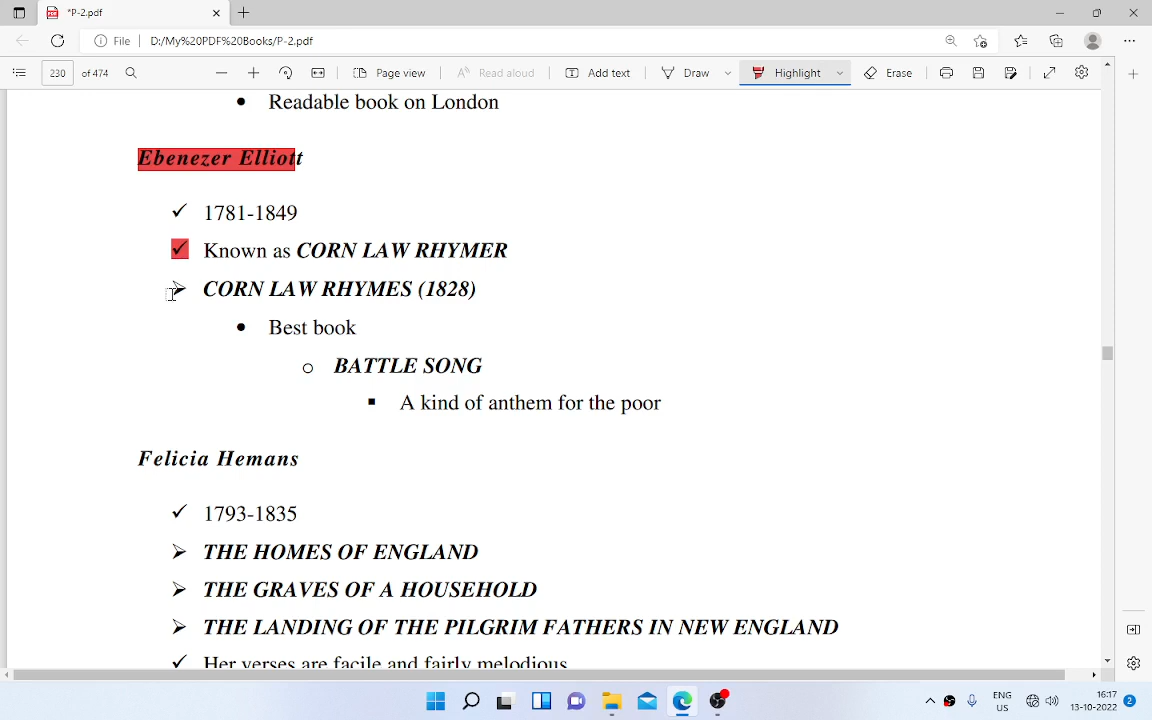 *P-2.pdf
File
D:/My%20PDF%20Books/P-2.pdf
230 of 474
Page view
Read aloud
Add text
Draw
Highlight
Erase
• Readable book on London
Ebenezer Elliott
✓ 1781-1849
✓ Known as CORN LAW RHYMER
➢ CORN LAW RHYMES (1828)
• Best book
o BATTLE SONG
▪ A kind of anthem for the poor
Felicia Hemans
✓ 1793-1835
➢ THE HOMES OF ENGLAND
➢ THE GRAVES OF A HOUSEHOLD
➢ THE LANDING OF THE PILGRIM FATHERS IN NEW ENGLAND
✓ Her verses are facile and fairly melodious
ENG
US
16:17
13-10-2022
2